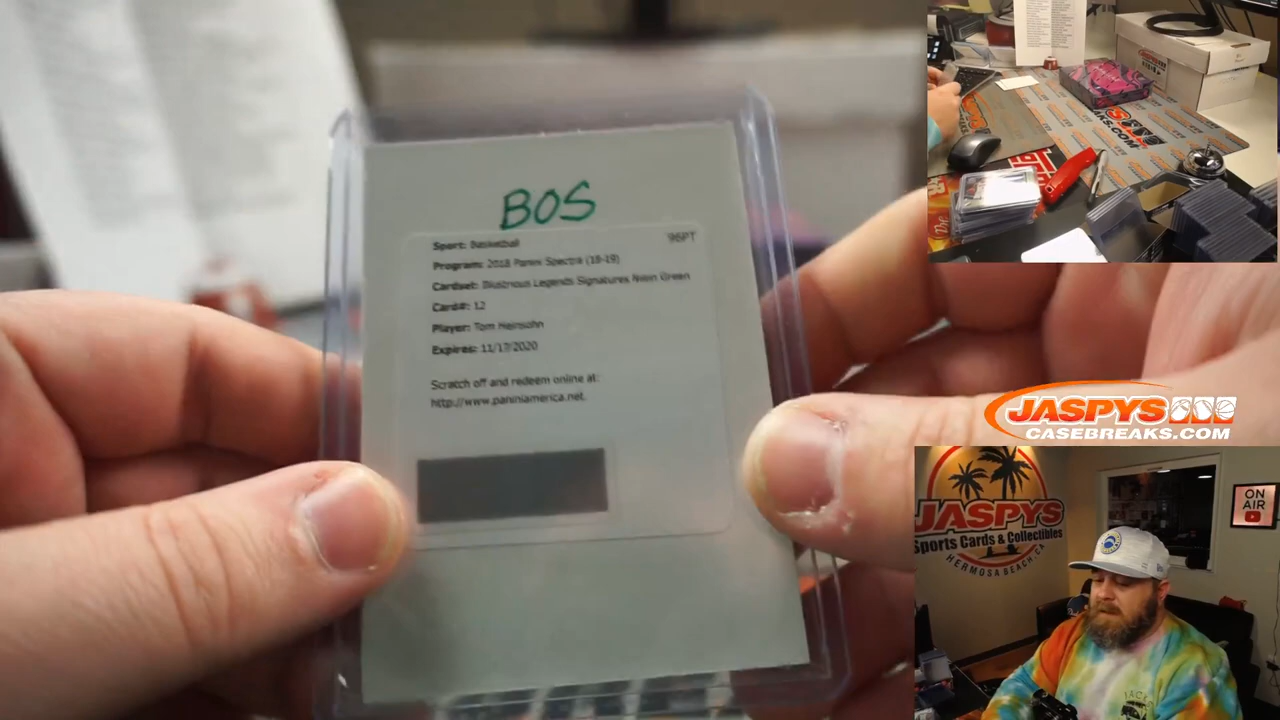 BOS
Sport: Basketball
96PT
Program: 2018 Panini Spectra (18-19)
Cardset: Illustrious Legends Signatures Neon Green
Card#: 12
Player: Tom Heinsohn
Expires: 11/17/2020
Scratch off and redeem online at:
http://www.paniniamerica.net.
JASPYS
CASEBREAKS.COM
JASPYS
Sports Cards & Collectibles
HERMOSA BEACH, CA
ON
AIR